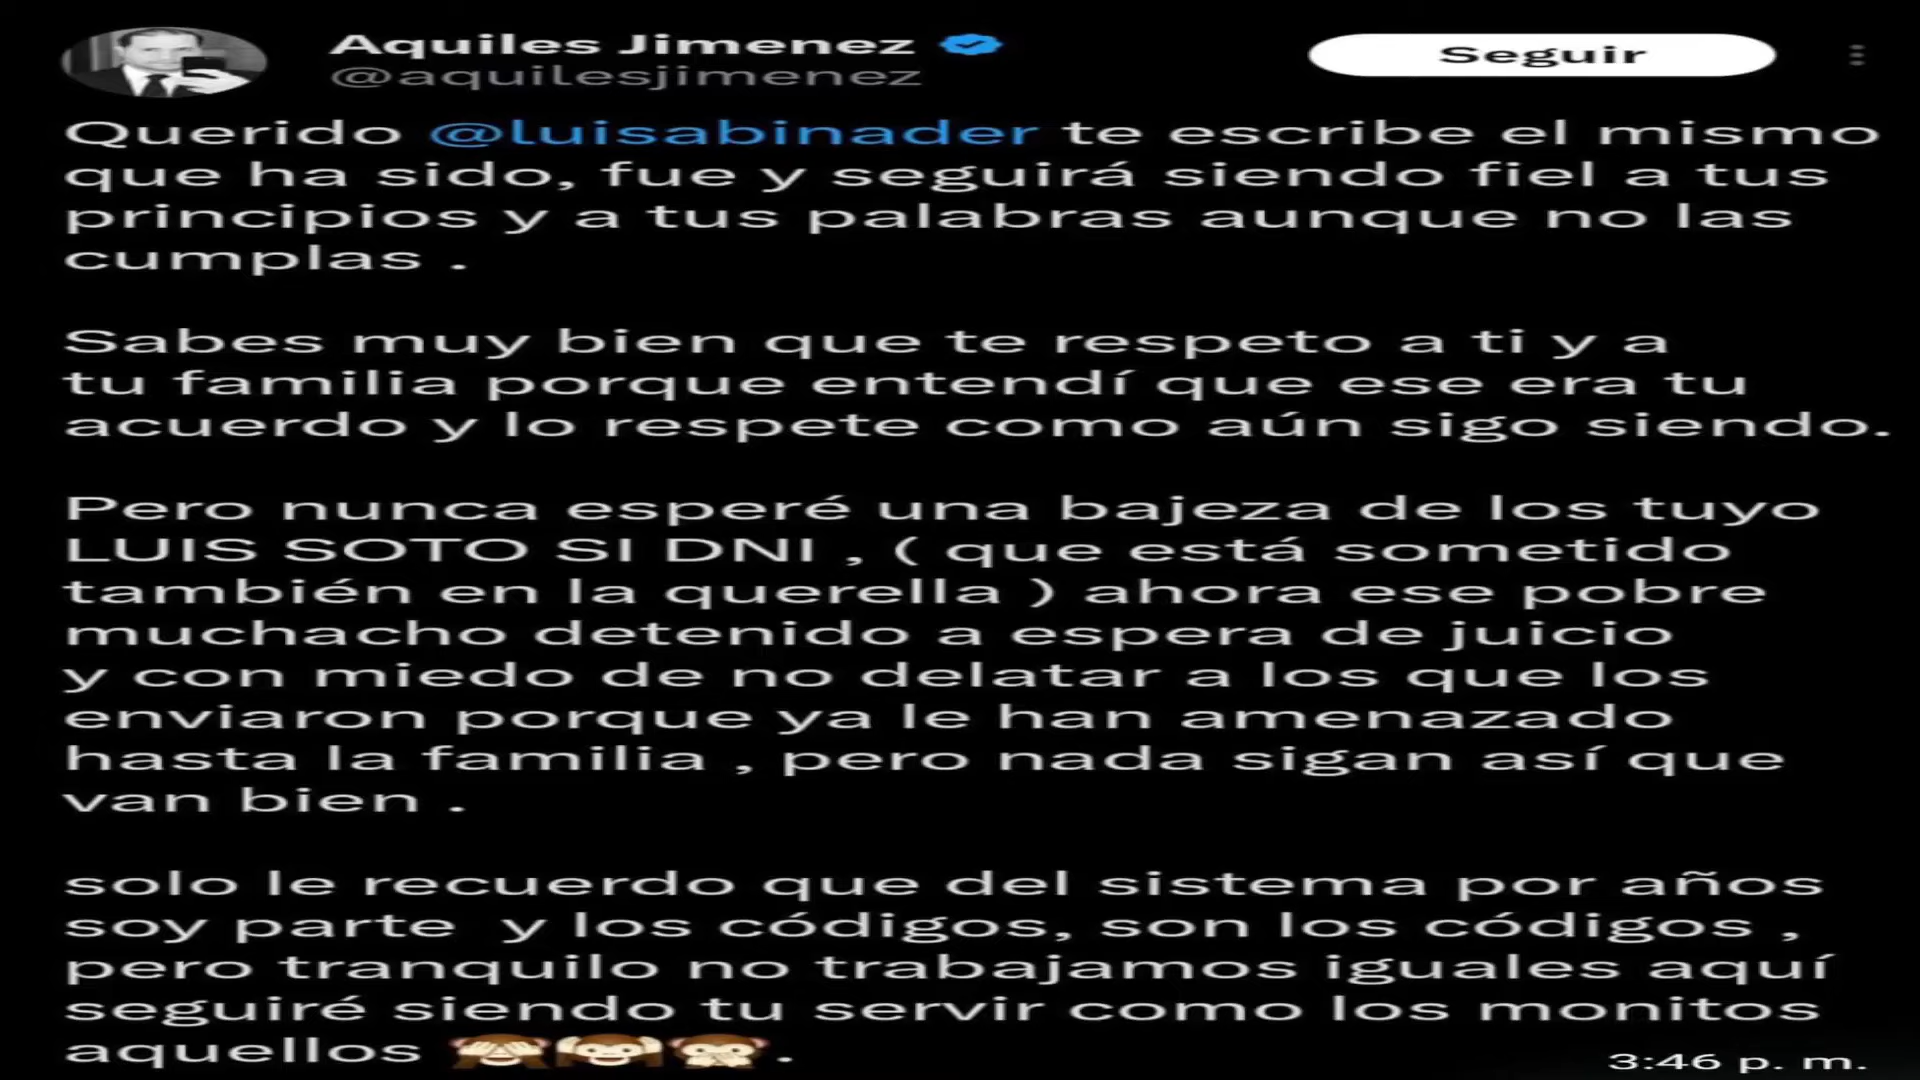 Aquiles Jimenez
Seguir
@aquilesjimenez
Querido @luisabinader te escribe el mismo
que ha sido, fue y seguirá siendo fiel a tus
principios y a tus palabras aunque no las
cumplas .
Sabes muy bien que te respeto a ti y a
tu familia porque entendí que ese era tu
acuerdo y lo respete como aún sigo siendo.
Pero nunca esperé una bajeza de los tuyo
LUIS SOTO SI DNI , ( que está sometido
también en la querella ) ahora ese pobre
muchacho detenido a espera de juicio
y con miedo de no delatar a los que los
enviaron porque ya le han amenazado
hasta la familia , pero nada sigan así que
van bien .
solo le recuerdo que del sistema por años
soy parte  y los códigos, son los códigos ,
pero tranquilo no trabajamos iguales aquí
seguiré siendo tu servir como los monitos
aquellos 🙈🙉🙊.
3:46 p. m.